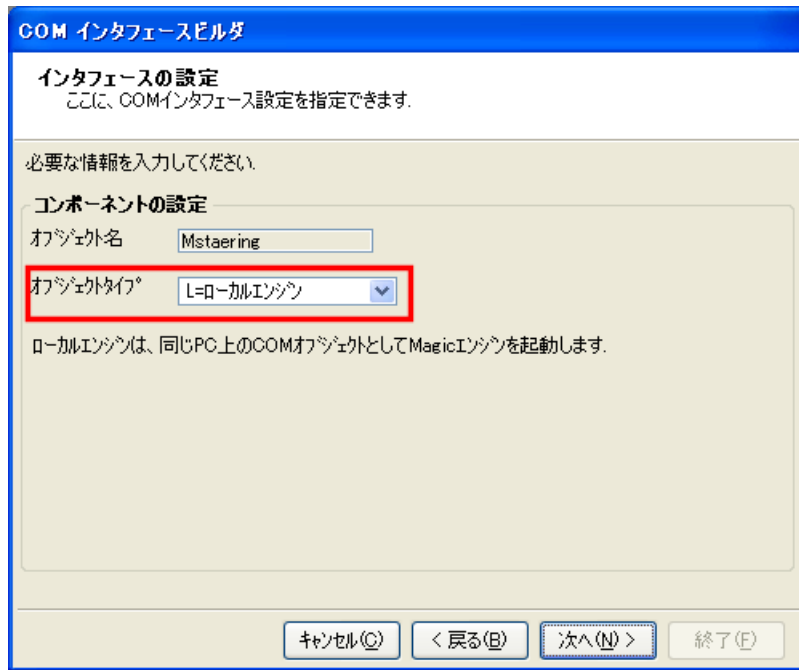 COM インタフェースビルダ
インタフェースの設定
ここに、COMインタフェース設定を指定できます.
必要な情報を入力してください.
コンポーネントの設定
オブジェクト名 Mstaering
オブジェクトタイプ L=ローカルエンジン
ローカルエンジンは、同じPC上のCOMオブジェクトとしてMagicエンジンを起動します.
キャンセル(C) < 戻る(B) 次へ(N) > 終了(F)